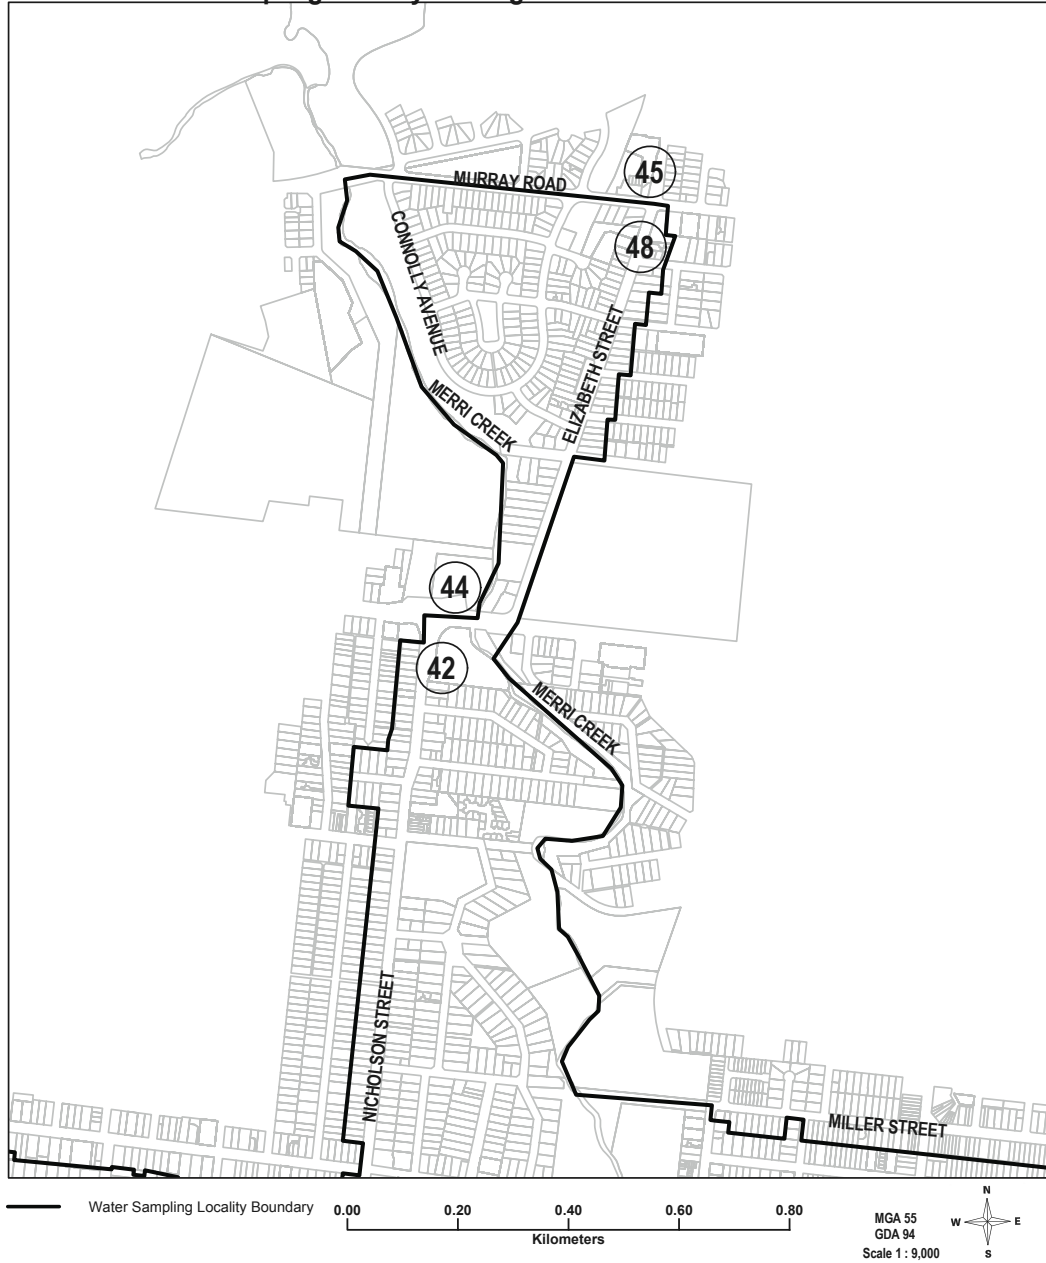 45
MURRAY ROAD
48
CONNOLLY AVENUE
ELIZABETH STREET
MERRI CREEK
44
42
MERRI CREEK
NICHOLSON STREET
MILLER STREET
Water Sampling Locality Boundary
0.00 0.20 0.40 0.60 0.80
Kilometers
MGA 55
GDA 94
Scale 1 : 9,000
N
W E
S